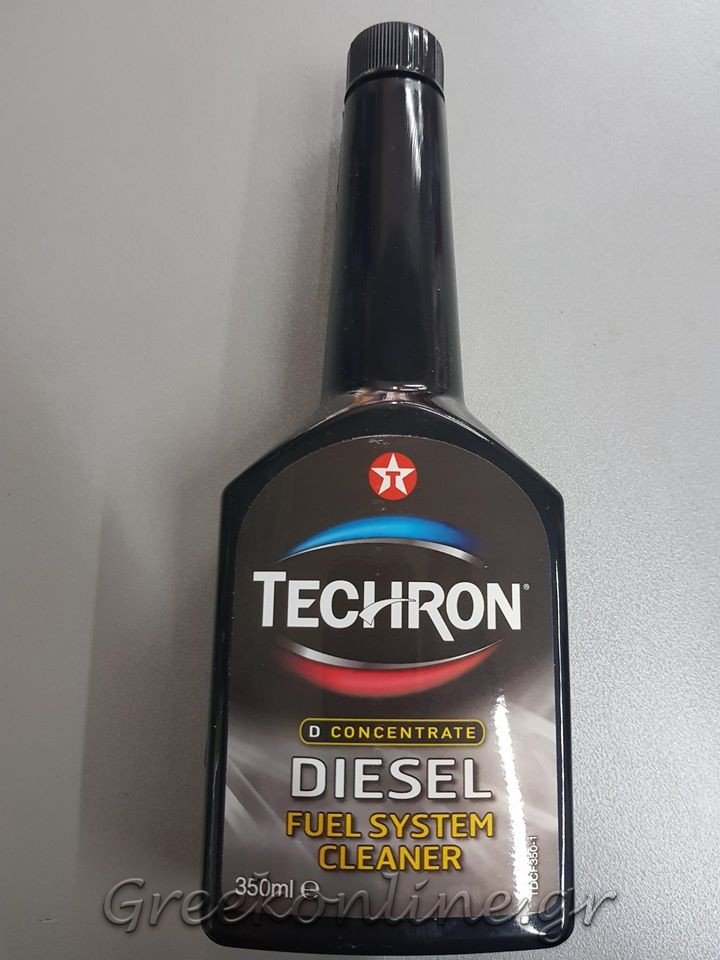 T
TECHRON®
D CONCENTRATE
DIESEL
FUEL SYSTEM
CLEANER
350ml ℮
TDCF350-1
Greekonline.gr